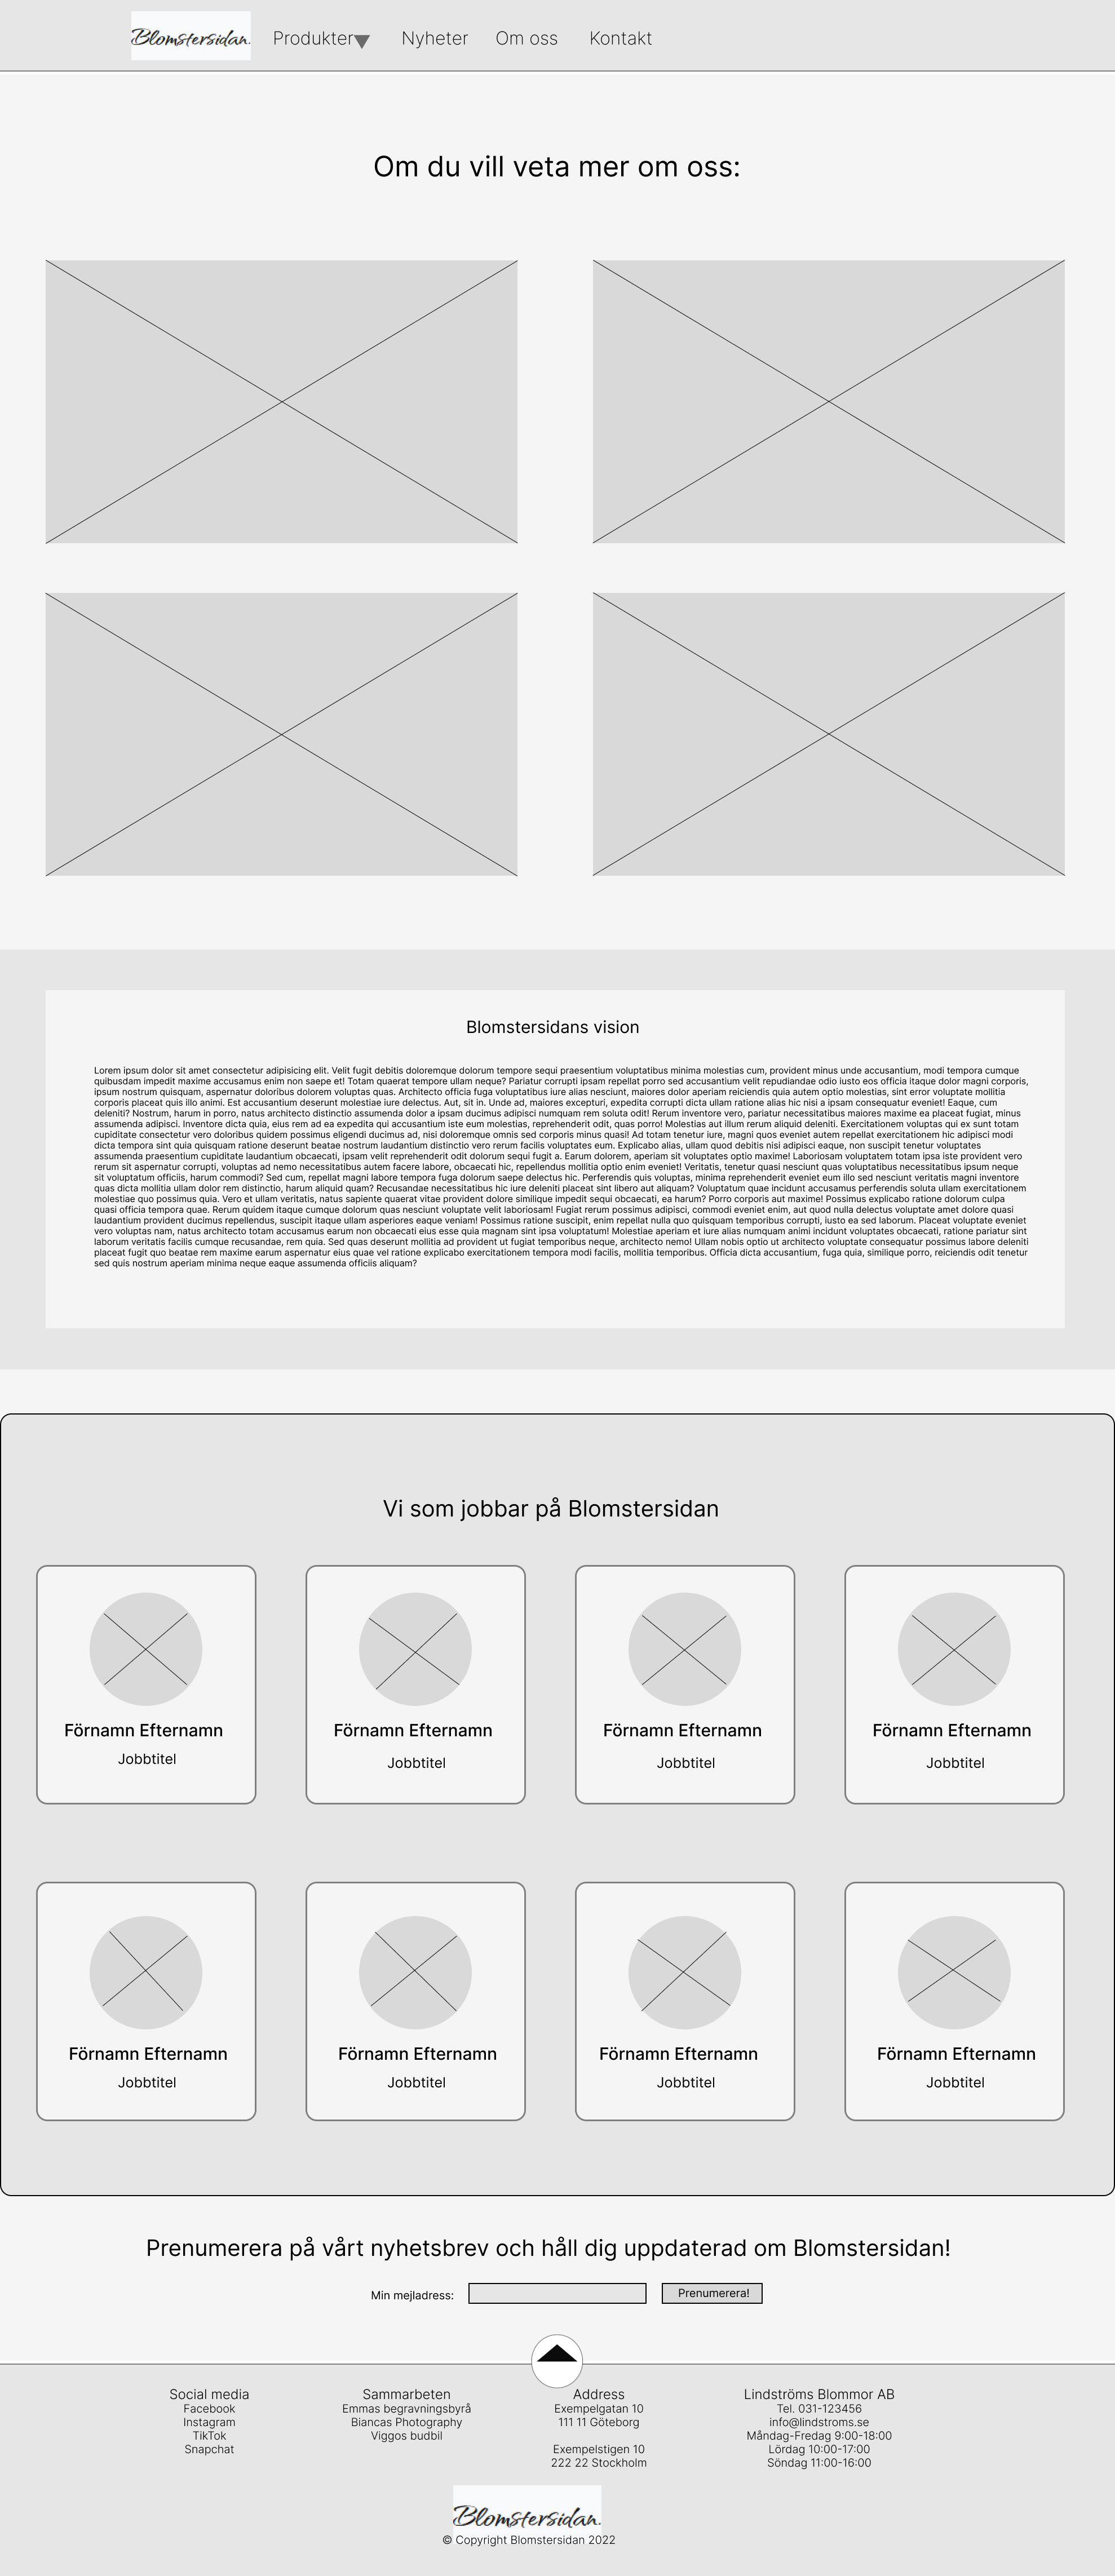 Blomstersidan.
Produkter
Nyheter
Om oss
Kontakt
Om du vill veta mer om oss:
Blomstersidans vision
Lorem ipsum dolor sit amet consectetur adipisicing elit. Velit fugit debitis doloremque dolorum tempore sequi praesentium voluptatibus minima molestias cum, provident minus unde accusantium, modi tempora cumque
quibusdam impedit maxime accusamus enim non saepe et! Totam quaerat tempore ullam neque? Pariatur corrupti ipsam repellat porro sed accusantium velit repudiandae odio iusto eos officia itaque dolor magni corporis,
ipsum nostrum quisquam, aspernatur doloribus dolorem voluptas quas. Architecto officia fuga voluptatibus iure alias nesciunt, maiores dolor aperiam reiciendis quia autem optio molestias, sint error voluptate mollitia
corporis placeat quis illo animi. Est accusantium deserunt molestiae iure delectus. Aut, sit in. Unde ad, maiores excepturi, expedita corrupti dicta ullam ratione alias hic nisi a ipsam consequatur eveniet! Eaque, cum
deleniti? Nostrum, harum in porro, natus architecto distinctio assumenda dolor a ipsam ducimus adipisci numquam rem soluta odit! Rerum inventore vero, pariatur necessitatibus maiores maxime ea placeat fugiat, minus
assumenda adipisci. Inventore dicta quia, eius rem ad ea expedita qui accusantium iste eum molestias, reprehenderit odit, quas porro! Molestias aut illum rerum aliquid deleniti. Exercitationem voluptas qui ex sunt totam
cupiditate consectetur vero doloribus quidem possimus eligendi ducimus ad, nisi doloremque omnis sed corporis minus quasi! Ad totam tenetur iure, magni quos eveniet autem repellat exercitationem hic adipisci modi
dicta tempora sint quia quisquam ratione deserunt beatae nostrum laudantium distinctio vero rerum facilis voluptates eum. Explicabo alias, ullam quod debitis nisi adipisci eaque, non suscipit tenetur voluptates
assumenda praesentium cupiditate laudantium obcaecati, ipsam velit reprehenderit odit dolorum sequi fugit a. Earum dolorem, aperiam sit voluptates optio maxime! Laboriosam voluptatem totam ipsa iste provident vero
rerum sit aspernatur corrupti, voluptas ad nemo necessitatibus autem facere labore, obcaecati hic, repellendus mollitia optio enim eveniet! Veritatis, tenetur quasi nesciunt quas voluptatibus necessitatibus ipsum neque
sit voluptatum officiis, harum commodi? Sed cum, repellat magni labore tempora fuga dolorum saepe delectus hic. Perferendis quis voluptas, minima reprehenderit eveniet eum illo sed nesciunt veritatis magni inventore
quas dicta mollitia ullam dolor rem distinctio, harum aliquid quam? Recusandae necessitatibus hic iure deleniti placeat sint libero aut aliquam? Voluptatum quae incidunt accusamus perferendis soluta ullam exercitationem
molestiae quo possimus quia. Vero et ullam veritatis, natus sapiente quaerat vitae provident dolore similique impedit sequi obcaecati, ea harum? Porro corporis aut maxime! Possimus explicabo ratione dolorum culpa
quasi officia tempora quae. Rerum quidem itaque cumque dolorum quas nesciunt voluptate velit laboriosam! Fugiat rerum possimus adipisci, commodi eveniet enim, aut quod nulla delectus voluptate amet dolore quasi
laudantium provident ducimus repellendus, suscipit itaque ullam asperiores eaque veniam! Possimus ratione suscipit, enim repellat nulla quo quisquam temporibus corrupti, iusto ea sed laborum. Placeat voluptate eveniet
vero voluptas nam, natus architecto totam accusamus earum non obcaecati eius esse quia magnam sint ipsa voluptatum! Molestiae aperiam et iure alias numquam animi incidunt voluptates obcaecati, ratione pariatur sint
laborum veritatis facilis cumque recusandae, rem quia. Sed quas deserunt mollitia ad provident ut fugiat temporibus neque, architecto nemo! Ullam nobis optio ut architecto voluptate consequatur possimus labore deleniti
placeat fugit quo beatae rem maxime earum aspernatur eius quae vel ratione explicabo exercitationem tempora modi facilis, mollitia temporibus. Officia dicta accusantium, fuga quia, similique porro, reiciendis odit tenetur
sed quis nostrum aperiam minima neque eaque assumenda officiis aliquam?
Vi som jobbar på Blomstersidan
Förnamn Efternamn
Jobbtitel
Förnamn Efternamn
Jobbtitel
Förnamn Efternamn
Jobbtitel
Förnamn Efternamn
Jobbtitel
Förnamn Efternamn
Jobbtitel
Förnamn Efternamn
Jobbtitel
Förnamn Efternamn
Jobbtitel
Förnamn Efternamn
Jobbtitel
Prenumerera på vårt nyhetsbrev och håll dig uppdaterad om Blomstersidan!
Min mejladress:
Prenumerera!
Social media
Facebook
Instagram
TikTok
Snapchat
Sammarbeten
Emmas begravningsbyrå
Biancas Photography
Viggos budbil
Address
Exempelgatan 10
111 11 Göteborg
Exempelstigen 10
222 22 Stockholm
Lindströms Blommor AB
Tel. 031-123456
info@lindstroms.se
Måndag-Fredag 9:00-18:00
Lördag 10:00-17:00
Söndag 11:00-16:00
Blomstersidan.
© Copyright Blomstersidan 2022